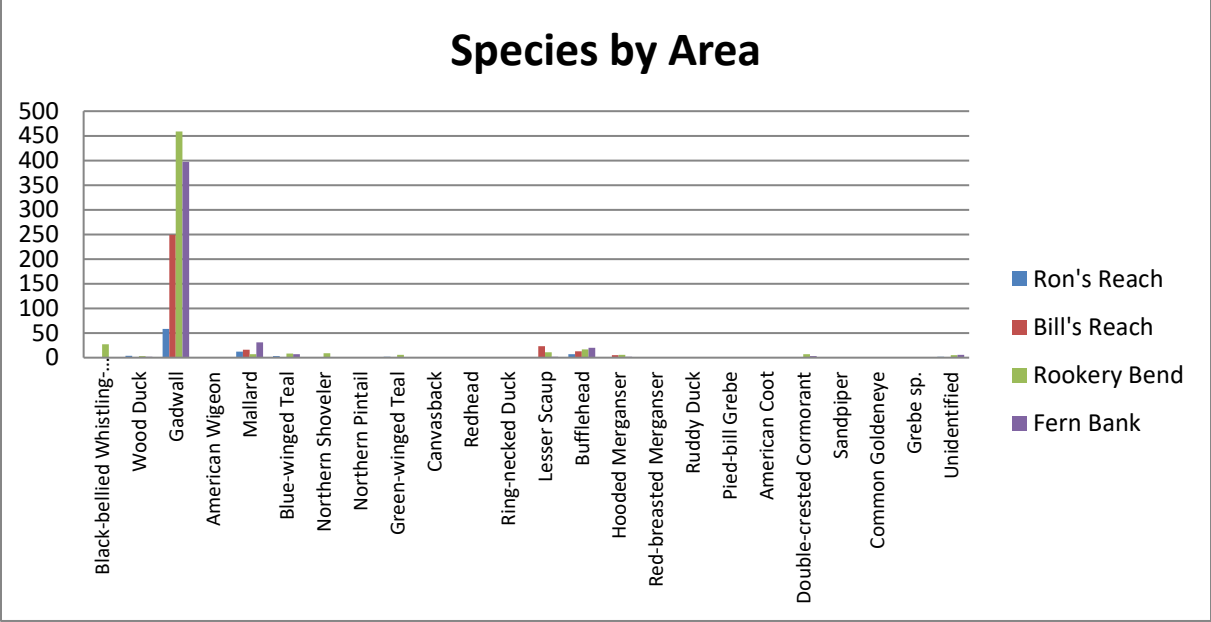 Species by Area
500
450
400
350
300
250
200
150
100
50
0
Black-bellied Whistling-...
Wood Duck
Gadwall
American Wigeon
Mallard
Blue-winged Teal
Northern Shoveler
Northern Pintail
Green-winged Teal
Canvasback
Redhead
Ring-necked Duck
Lesser Scaup
Bufflehead
Hooded Merganser
Red-breasted Merganser
Ruddy Duck
Pied-bill Grebe
American Coot
Double-crested Cormorant
Sandpiper
Common Goldeneye
Grebe sp.
Unidentified
Ron's Reach
Bill's Reach
Rookery Bend
Fern Bank